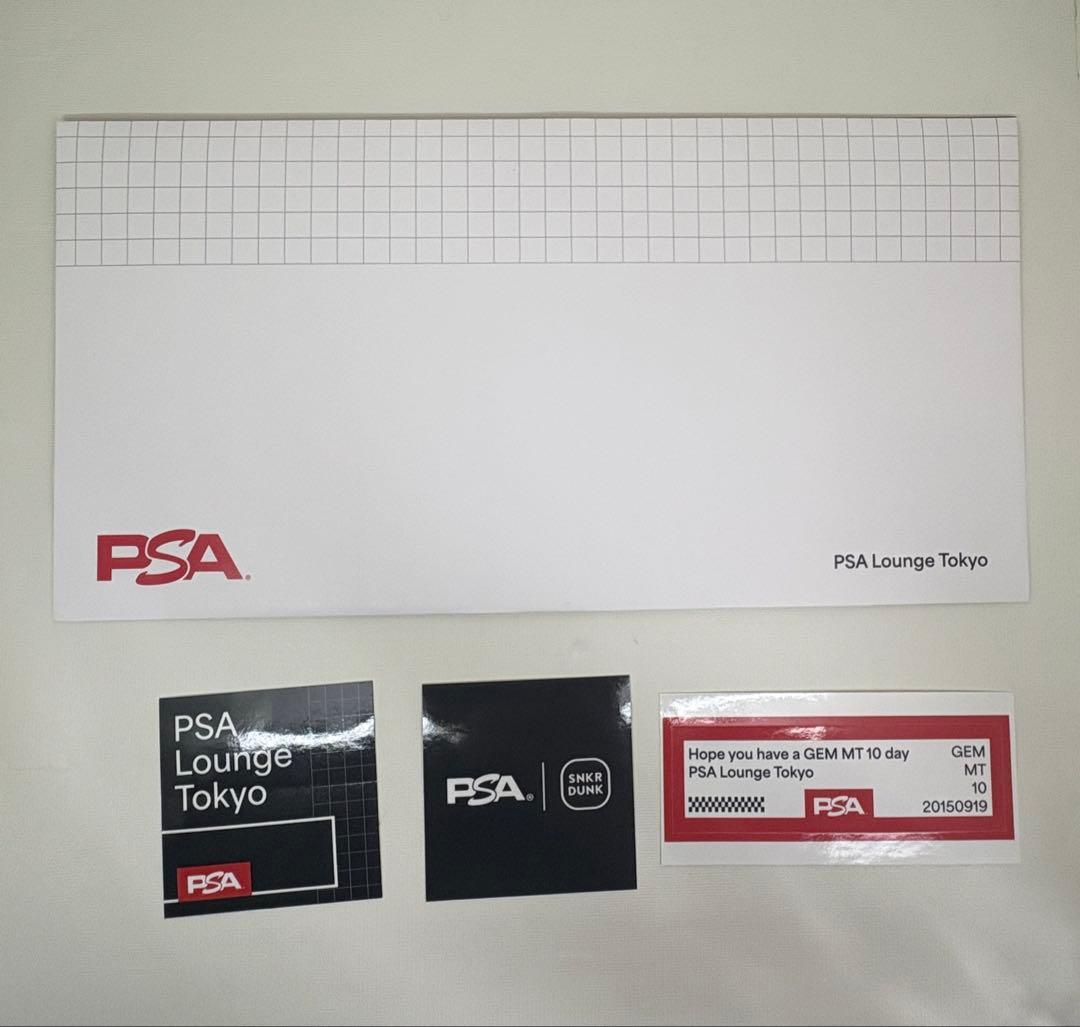 PSA
PSA Lounge Tokyo
PSA
Lounge
Tokyo
PSA
PSA
SNKR
DUNK
Hope you have a GEM MT 10 day
PSA Lounge Tokyo
PSA
GEM
MT
10
20150919